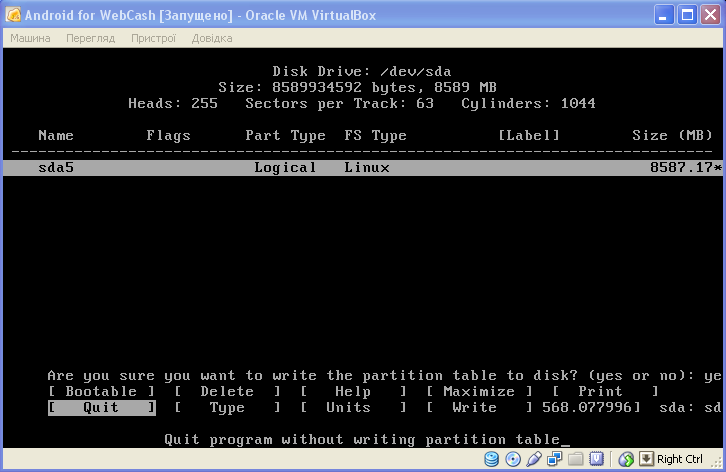 Android for WebCash [Запущено] - Oracle VM VirtualBox
Машина Перегляд Пристрої Довідка
Disk Drive: /dev/sda
Size: 8589934592 bytes, 8589 MB
Heads: 255 Sectors per Track: 63 Cylinders: 1044
Name Flags Part Type FS Type [Label] Size (MB)
sda5 Logical Linux 8587.17*
Are you sure you want to write the partition table to disk? (yes or no): ye
[ Bootable ] [ Delete ] [ Help ] [ Maximize ] [ Print ]
[ Quit ] [ Type ] [ Units ] [ Write ] 568.077996] sda: sd
Quit program without writing partition table_
Right Ctrl